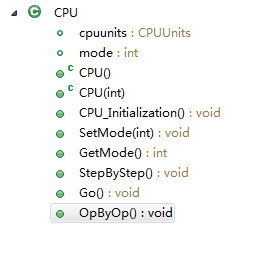 CPU
cpuunits : CPUUnits
mode : int
CPU()
CPU(int)
CPU_Initialization() : void
SetMode(int) : void
GetMode() : int
StepByStep() : void
Go() : void
OpByOp() : void